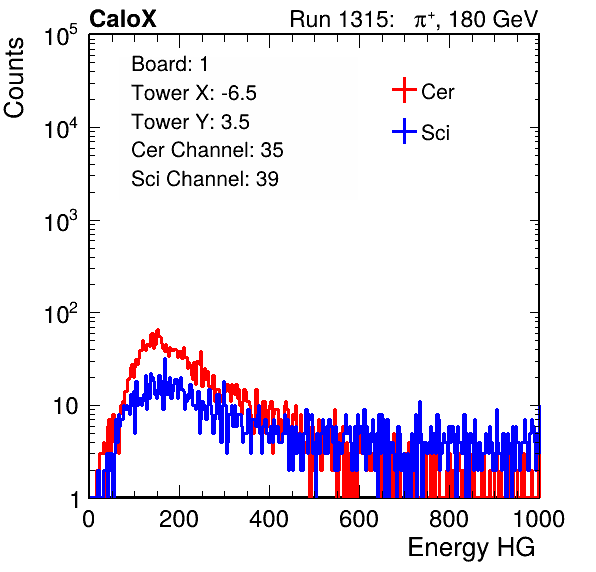 CaloX Run 1315: π⁺, 180 GeV
Counts
10⁵
10⁴
10³
10²
10
1
Board: 1
Tower X: -6.5
Tower Y: 3.5
Cer Channel: 35
Sci Channel: 39
Cer
Sci
0 200 400 600 800 1000
Energy HG